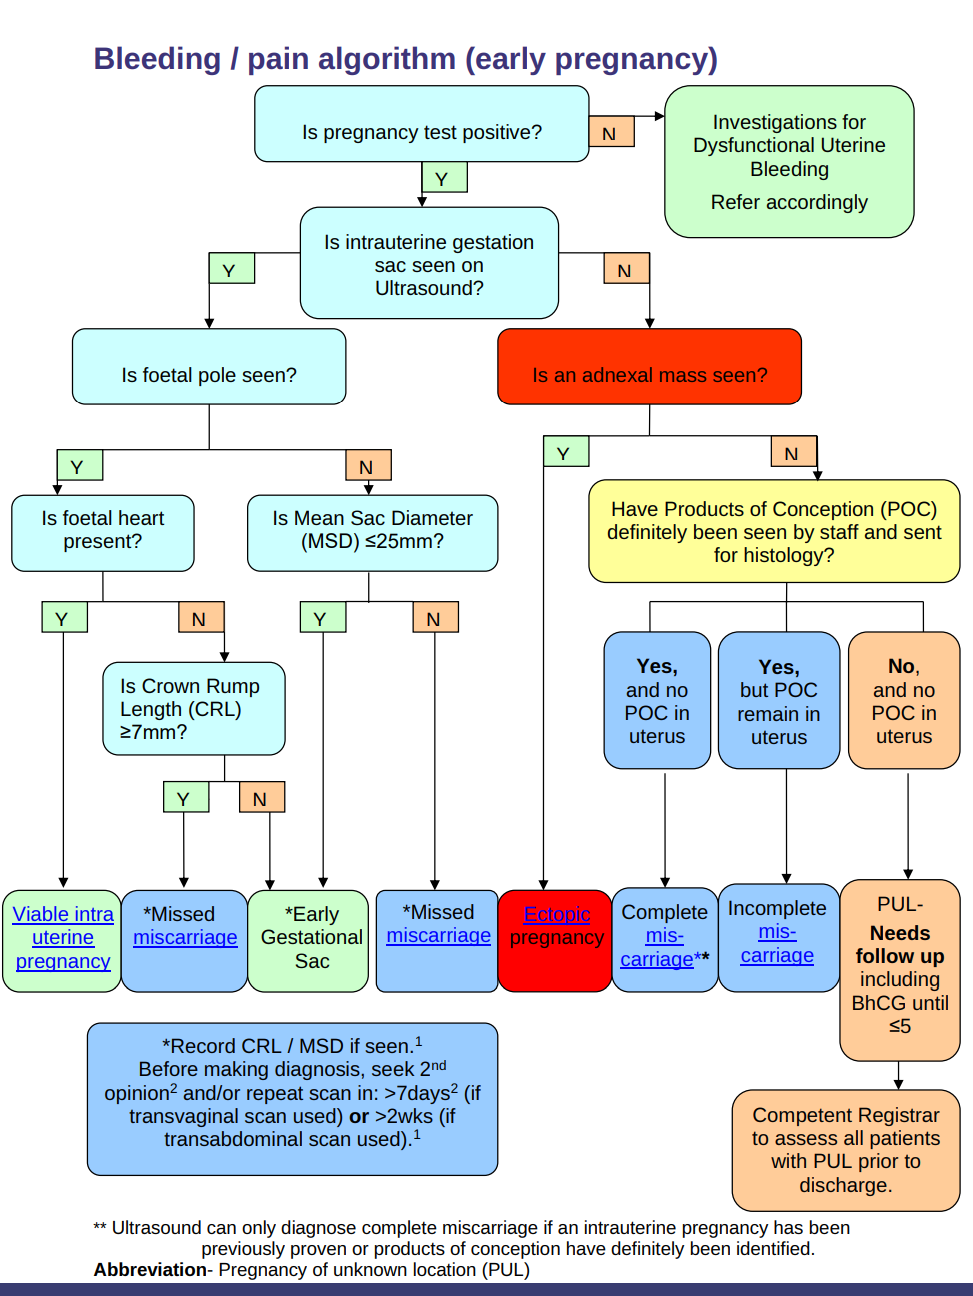 Bleeding / pain algorithm (early pregnancy)
Is pregnancy test positive?
N
Investigations for
Dysfunctional Uterine
Bleeding
Refer accordingly
Y
Is intrauterine gestation
sac seen on
Ultrasound?
Y
N
Is foetal pole seen?
Is an adnexal mass seen?
Y
N
Y
N
Is foetal heart
present?
Is Mean Sac Diameter
(MSD) ≤25mm?
Have Products of Conception (POC)
definitely been seen by staff and sent
for histology?
Y
N
Y
N
Is Crown Rump
Length (CRL)
≥7mm?
Yes,
and no
POC in
uterus
Yes,
but POC
remain in
uterus
No,
and no
POC in
uterus
Y
N
Viable intra
uterine
pregnancy
*Missed
miscarriage
*Early
Gestational
Sac
*Missed
miscarriage
Ectopic
pregnancy
Complete
mis-
carriage**
Incomplete
mis-
carriage
PUL-
Needs
follow up
including
BhCG until
≤5
*Record CRL / MSD if seen.¹
Before making diagnosis, seek 2nd
opinion² and/or repeat scan in: >7days² (if
transvaginal scan used) or >2wks (if
transabdominal scan used).¹
Competent Registrar
to assess all patients
with PUL prior to
discharge.
** Ultrasound can only diagnose complete miscarriage if an intrauterine pregnancy has been
previously proven or products of conception have definitely been identified.
Abbreviation- Pregnancy of unknown location (PUL)